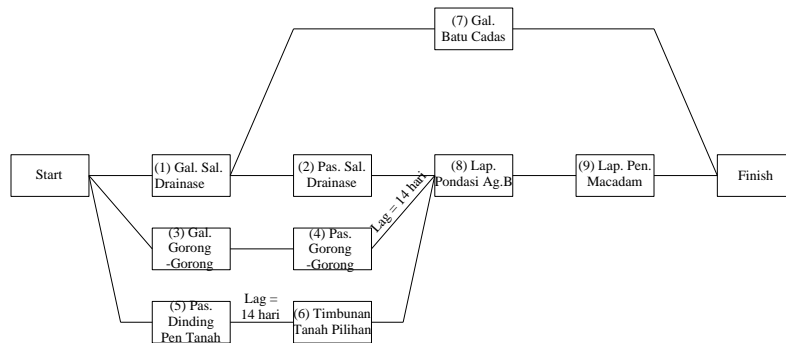 (7) Gal.
Batu Cadas
Start
(1) Gal. Sal.
Drainase
(2) Pas. Sal.
Drainase
(8) Lap.
Pondasi Ag.B
(9) Lap. Pen.
Macadam
Finish
Lag = 14 hari
(3) Gal.
Gorong
-Gorong
(4) Pas.
Gorong
-Gorong
(5) Pas.
Dinding
Pen Tanah
Lag =
14 hari
(6) Timbunan
Tanah Pilihan